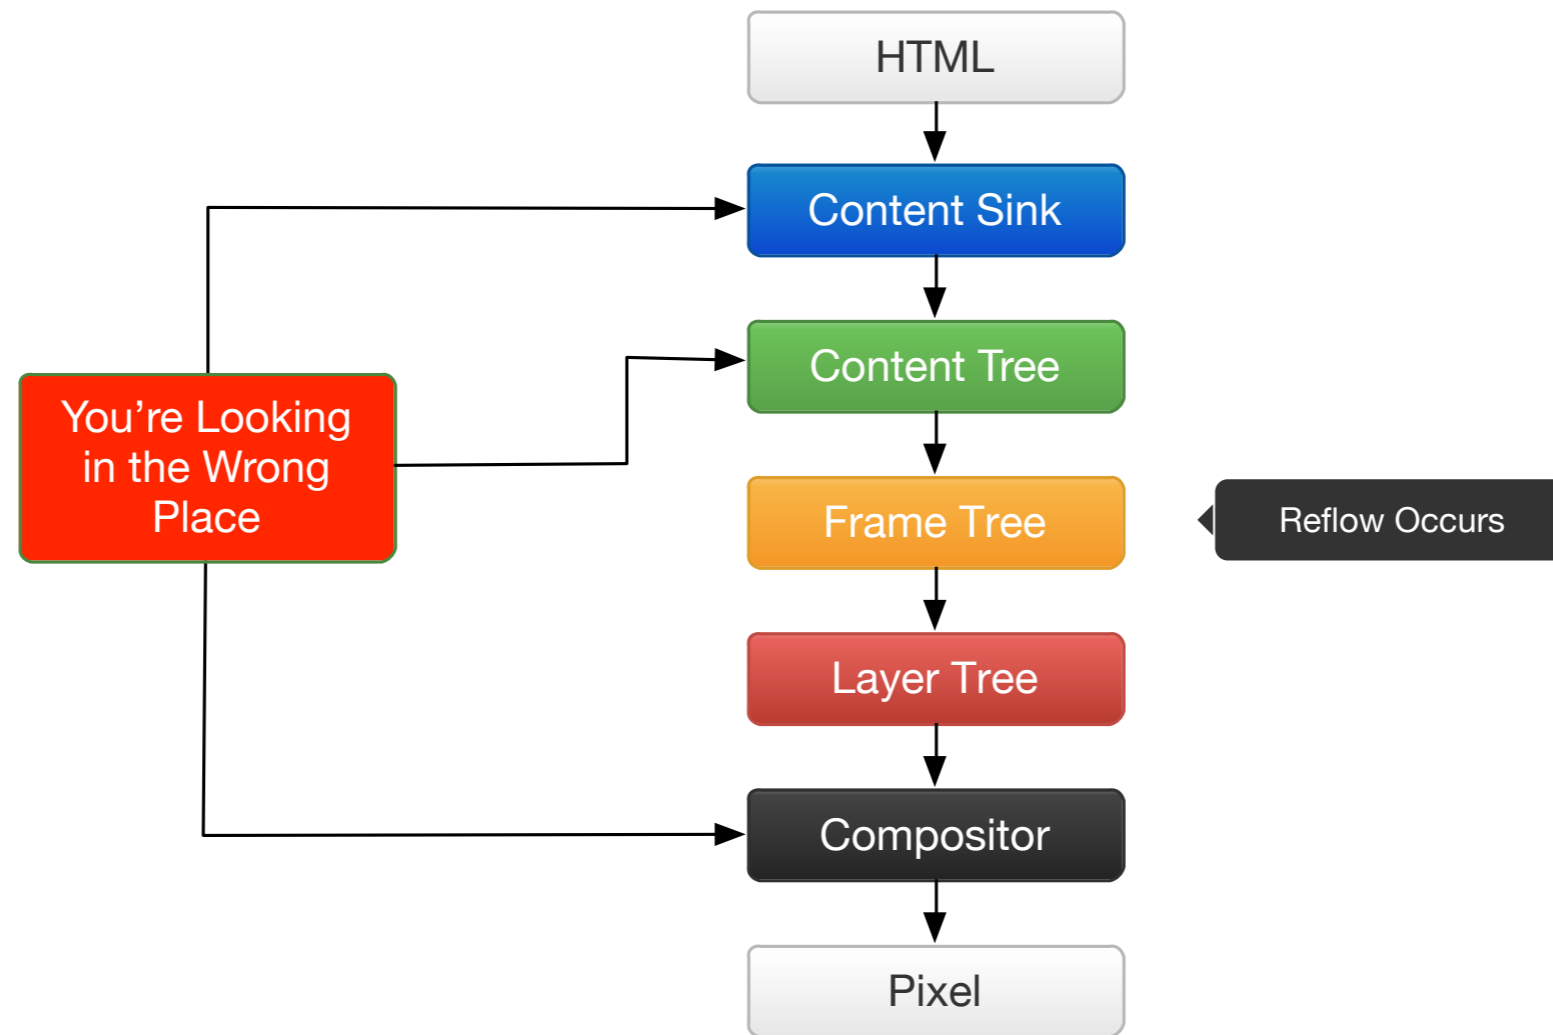 HTML
Content Sink
Content Tree
You’re Looking
in the Wrong
Place
Frame Tree
Reflow Occurs
Layer Tree
Compositor
Pixel